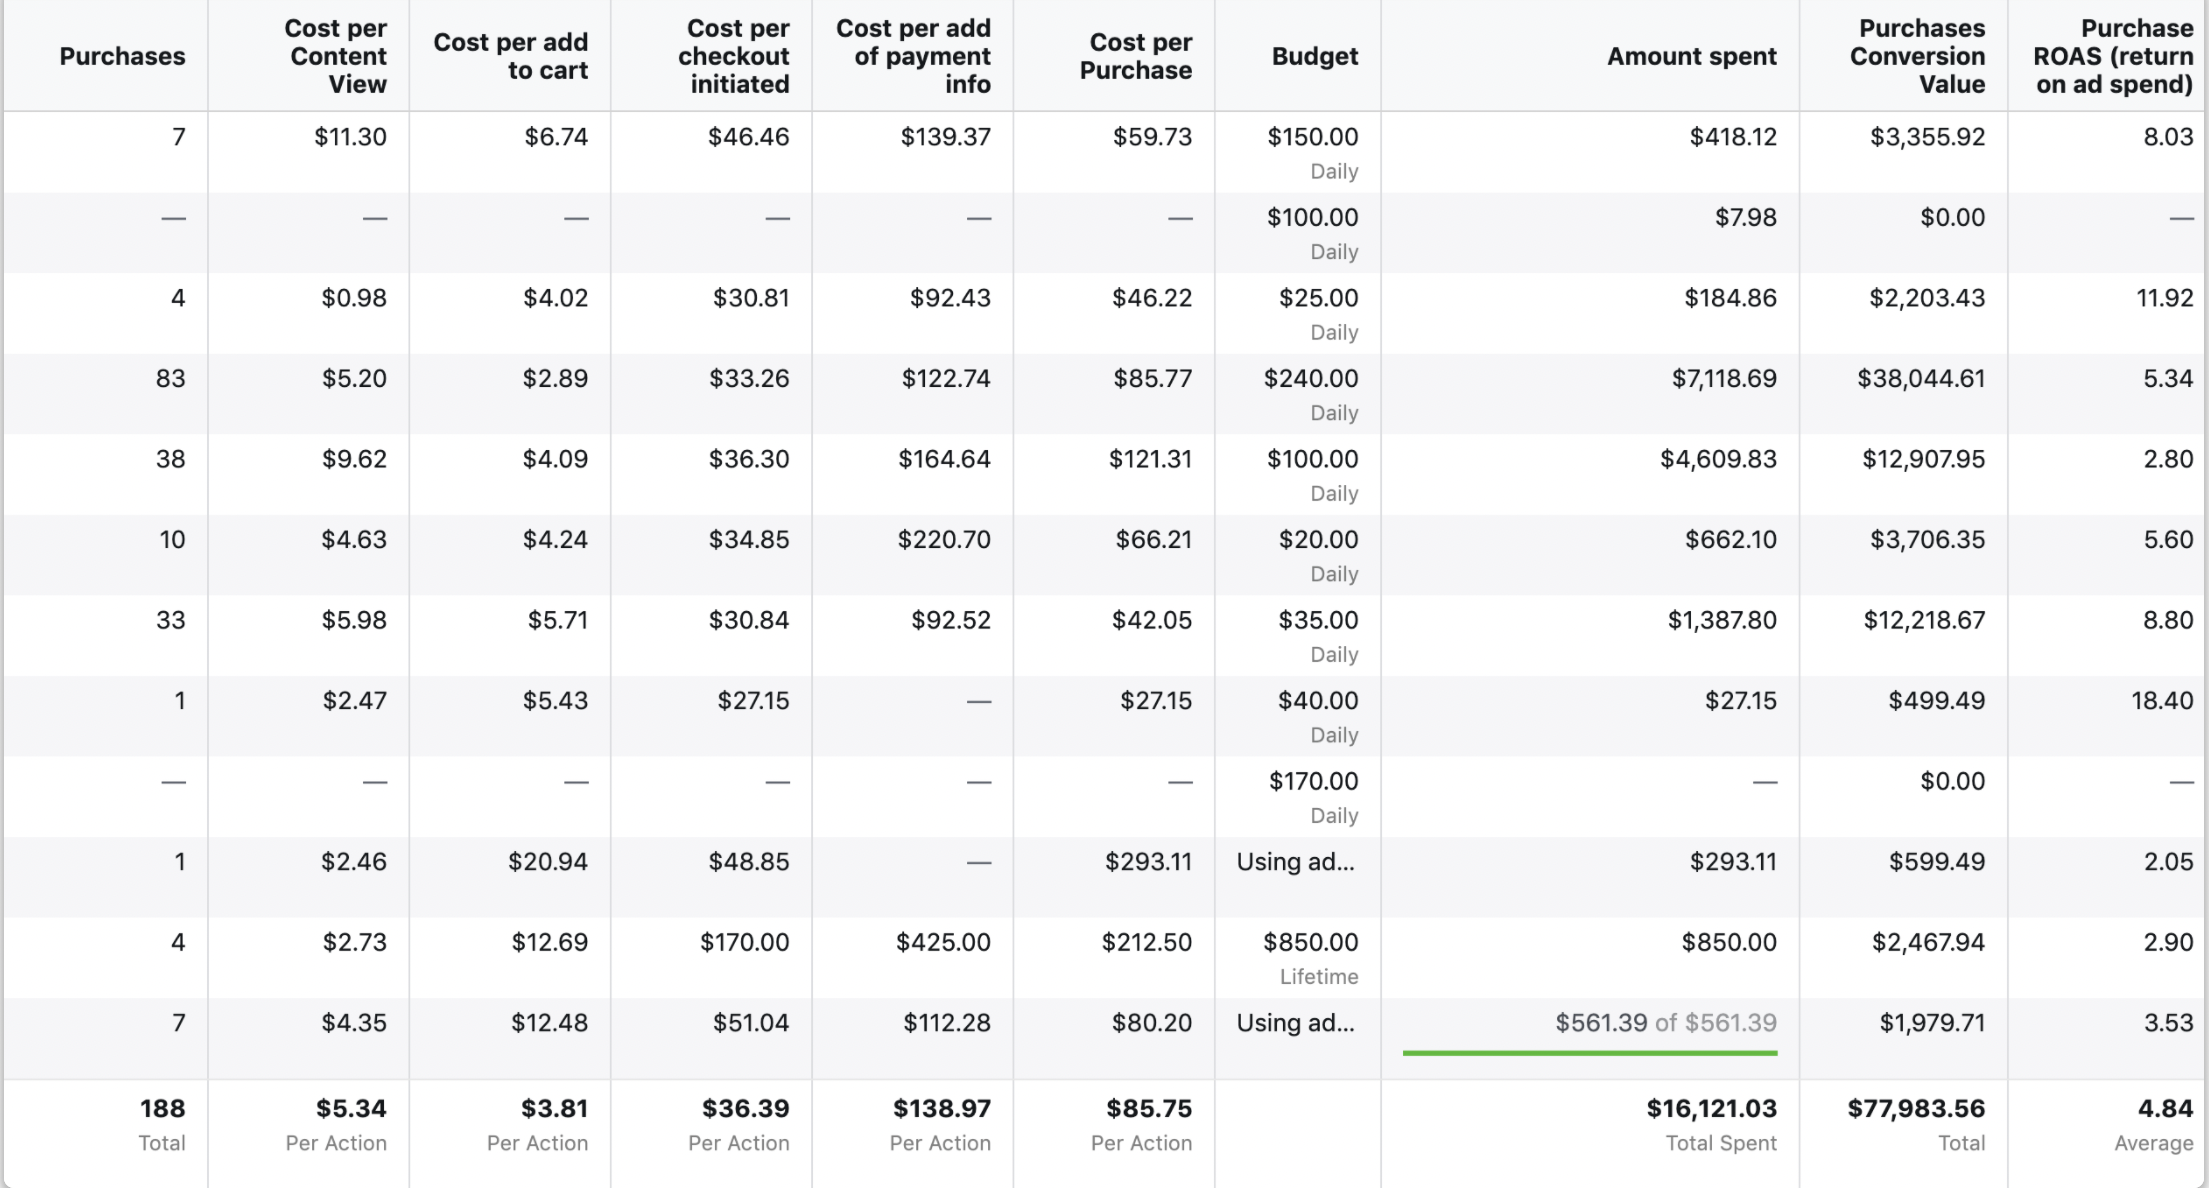 Purchases Cost per Content View Cost per add to cart Cost per checkout initiated Cost per add of payment info Cost per Purchase Budget Amount spent Purchases Conversion Value Purchase ROAS (return on ad spend)
7 $11.30 $6.74 $46.46 $139.37 $59.73 $150.00 $418.12 $3,355.92 8.03
Daily
— — — — — — $100.00 $7.98 $0.00 —
Daily
4 $0.98 $4.02 $30.81 $92.43 $46.22 $25.00 $184.86 $2,203.43 11.92
Daily
83 $5.20 $2.89 $33.26 $122.74 $85.77 $240.00 $7,118.69 $38,044.61 5.34
Daily
38 $9.62 $4.09 $36.30 $164.64 $121.31 $100.00 $4,609.83 $12,907.95 2.80
Daily
10 $4.63 $4.24 $34.85 $220.70 $66.21 $20.00 $662.10 $3,706.35 5.60
Daily
33 $5.98 $5.71 $30.84 $92.52 $42.05 $35.00 $1,387.80 $12,218.67 8.80
Daily
1 $2.47 $5.43 $27.15 — $27.15 $40.00 $27.15 $499.49 18.40
Daily
— — — — — — $170.00 — $0.00 —
Daily
1 $2.46 $20.94 $48.85 — $293.11 Using ad... $293.11 $599.49 2.05
4 $2.73 $12.69 $170.00 $425.00 $212.50 $850.00 $850.00 $2,467.94 2.90
Lifetime
7 $4.35 $12.48 $51.04 $112.28 $80.20 Using ad... $561.39 of $561.39 $1,979.71 3.53
188 $5.34 $3.81 $36.39 $138.97 $85.75 $16,121.03 $77,983.56 4.84
Total Per Action Per Action Per Action Per Action Per Action Total Spent Total Average